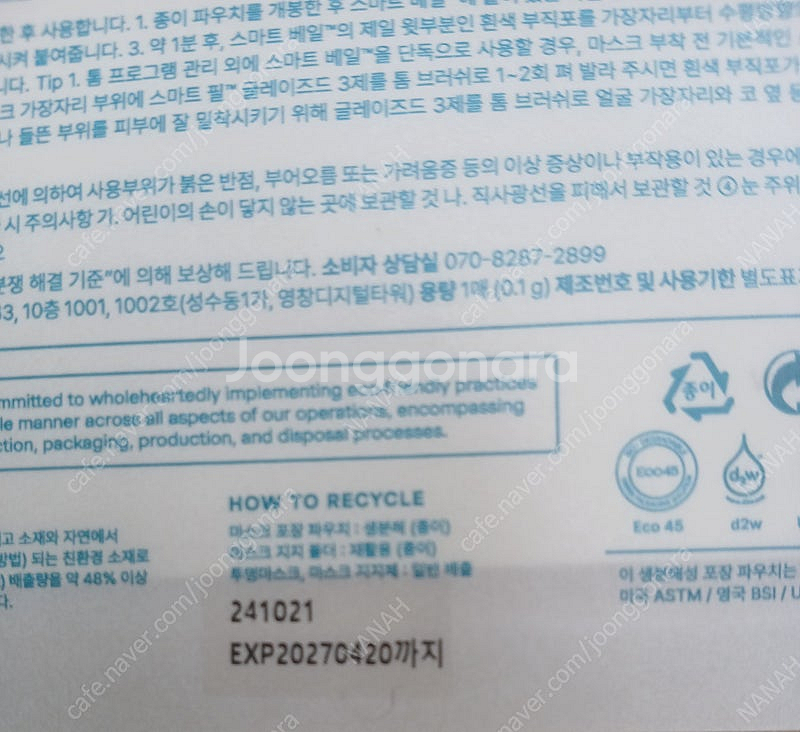 한 후 사용합니다. 1. 종이 파우치를 개봉한 후 스마트 베일
시켜 붙여줍니다. 3. 약 1분 후, 스마트 베일™의 제일 윗부분인 흰색 부직포를 가장자리부터
니다. Tip 1. 톰 프로그램 관리 외에 스마트 베일™을 단독으로 사용할 경우, 마스크 부착 전 기본적인
크 가장자리 부위에 스마트 필™ 글레이즈드 3제를 톰 브러쉬로 1~2회 펴 발라 주시면 흰색 부직포가
나 들뜬 부위를 피부에 잘 밀착시키기 위해 글레이즈드 3제를 톰 브러쉬로 얼굴 가장자리와 코 옆 등
선에 의하여 사용부위가 붉은 반점, 부어오름 또는 가려움증 등의 이상 증상이나 부작용이 있는 경우에
시 주의사항 가. 어린이의 손이 닿지 않는 곳에 보관할 것 나. 직사광선을 피해서 보관할 것 ④ 눈 주위
2
분쟁 해결 기준"에 의해 보상해 드립니다. 소비자 상담실 070-8287-2899
3, 10층 1001, 1002호(성수동1가, 영창디지털타워) 용량 1매 (0.1 g) 제조번호 및 사용기한 별도표
Joonggonara
mmitted to wholeheartedly implementing eco-friendly practices
le manner across all aspects of our operations, encompassing
ction, packaging, production, and disposal processes.
종이
Eco45
d₂w
Eco 45
d2w
HOW TO RECYCLE
마스크 포장 파우치 : 생분해 (종이)
마스크 지지 폴더 : 재활용 (종이)
투명마스크, 마스크 지지체 : 일반 배출
고 소재와 자연에서
방법) 되는 친환경 소재로
) 배출량을 약 48% 이상
다.
이 생분해성 포장 파우치는
미국 ASTM / 영국 BSI / U
241021
EXP20270420까지
cafe.naver.com/joonggonara
NANAH